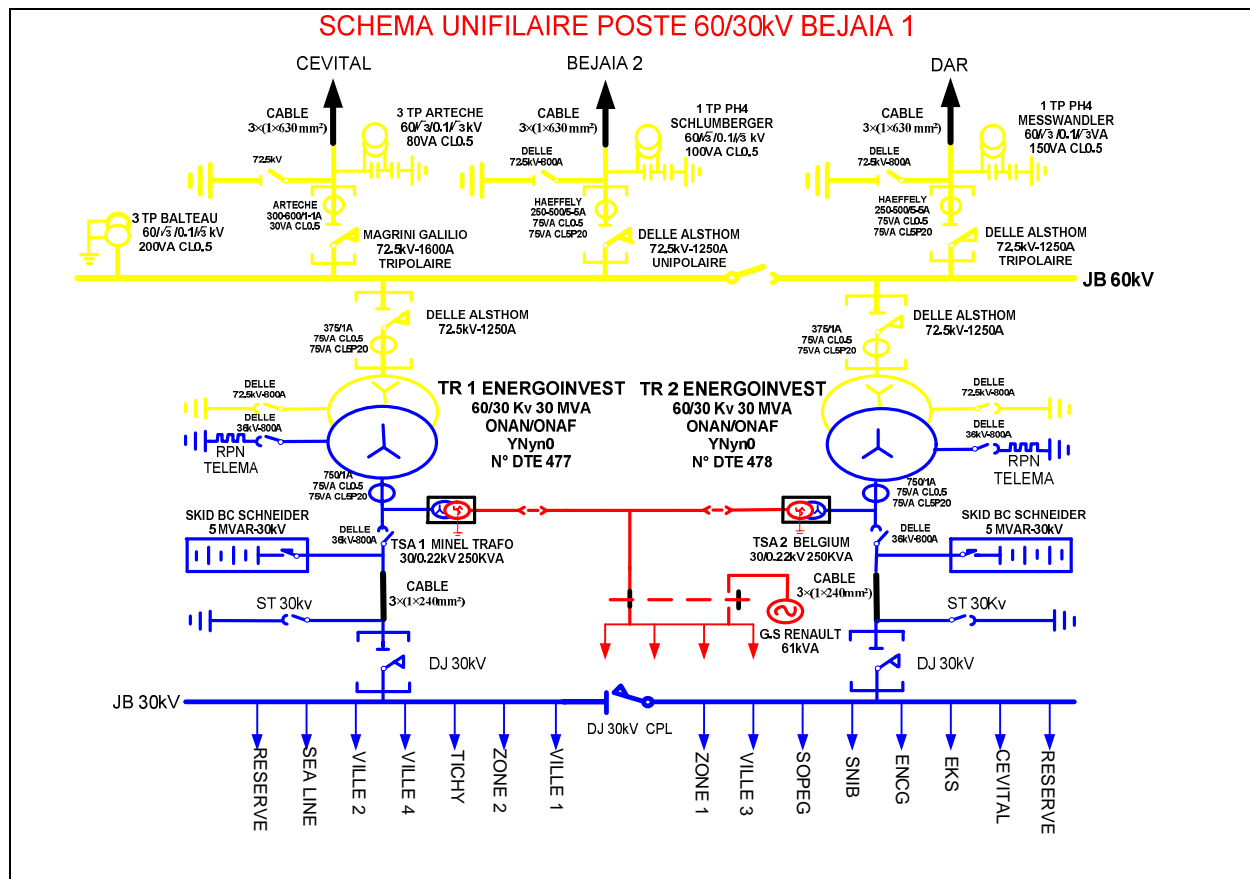 SCHEMA UNIFILAIRE POSTE 60/30kV BEJAIA 1
CEVITAL
BEJAIA 2
DAR
CABLE
3×(1×630mm²)
3 TP ARTECHE
60/√3/0.1/√3 kV
80VA CL0.5
CABLE
3×(1×630mm²)
1 TP PH4
SCHLUMBERGER
60/√3/0.1/√3 kV
100VA CL0.5
CABLE
3×(1×630mm²)
1 TP PH4
MESSWANDLER
60/√3/0.1/√3VA
150VA CL0.5
72.5kV
DELLE
72.5kV-800A
DELLE
72.5kV-800A
3 TP BALTEAU
60/√3/0.1/√3 kV
200VA CL0.5
ARTECHE
300-600/1-1A
30VA CL0.5
HAEFFELY
250-500/5-5A
75VA CL0.5
75VA CL5P20
HAEFFELY
250-500/5-5A
75VA CL0.5
75VA CL5P20
MAGRINI GALILIO
72.5kV-1600A
TRIPOLAIRE
DELLE ALSTHOM
72.5kV-1250A
UNIPOLAIRE
DELLE ALSTHOM
72.5kV-1250A
TRIPOLAIRE
JB 60kV
375/1A
75VA CL0.5
75VA CL5P20
DELLE ALSTHOM
72.5kV-1250A
375/1A
75VA CL0.5
75VA CL5P20
DELLE ALSTHOM
72.5kV-1250A
DELLE
72.5kV-800A
DELLE
36kV-800A
RPN
TELEMA
TR 1 ENERGOINVEST
60/30 Kv 30 MVA
ONAN/ONAF
YNyn0
N° DTE 477
TR 2 ENERGOINVEST
60/30 Kv 30 MVA
ONAN/ONAF
YNyn0
N° DTE 478
DELLE
72.5kV-800A
DELLE
36kV-800A
RPN
TELEMA
750/1A
75VA CL0.5
75VA CL5P20
750/1A
75VA CL0.5
75VA CL5P20
SKID BC SCHNEIDER
5 MVAR-30kV
DELLE
36kV-800A
TSA 1 MINEL TRAFO
30/0.22kV 250KVA
TSA 2 BELGIUM
30/0.22kV 250KVA
DELLE
36kV-800A
SKID BC SCHNEIDER
5 MVAR-30kV
CABLE
3×(1×240mm²)
CABLE
3×(1×240mm²)
ST 30kv
G.S RENAULT
61kVA
ST 30Kv
DJ 30kV
DJ 30kV
JB 30kV
DJ 30kV CPL
RESERVE
SEA LINE
VILLE 2
VILLE 4
TICHY
ZONE 2
VILLE 1
ZONE 1
VILLE 3
SOPEG
SNIB
ENCG
EKS
CEVITAL
RESERVE